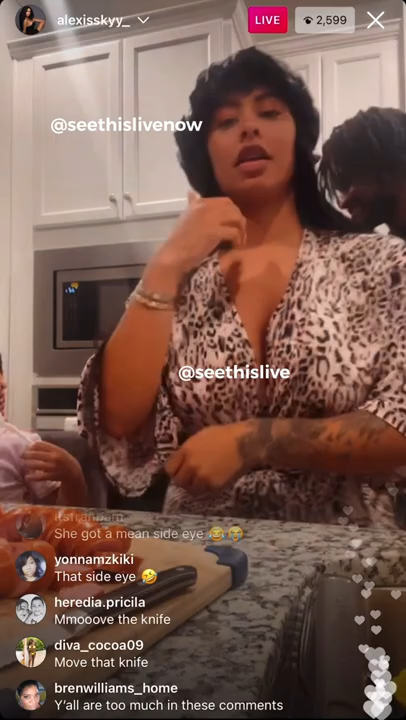 alexisskyy_
LIVE
2,599
@seethislivenow
@seethislive
itsfranbam
She got a mean side eye 😂😭
yonnamzkiki
That side eye 🤣
heredia.pricila
Mmooove the knife
diva_cocoa09
Move that knife
brenwilliams_home
Y'all are too much in these comments